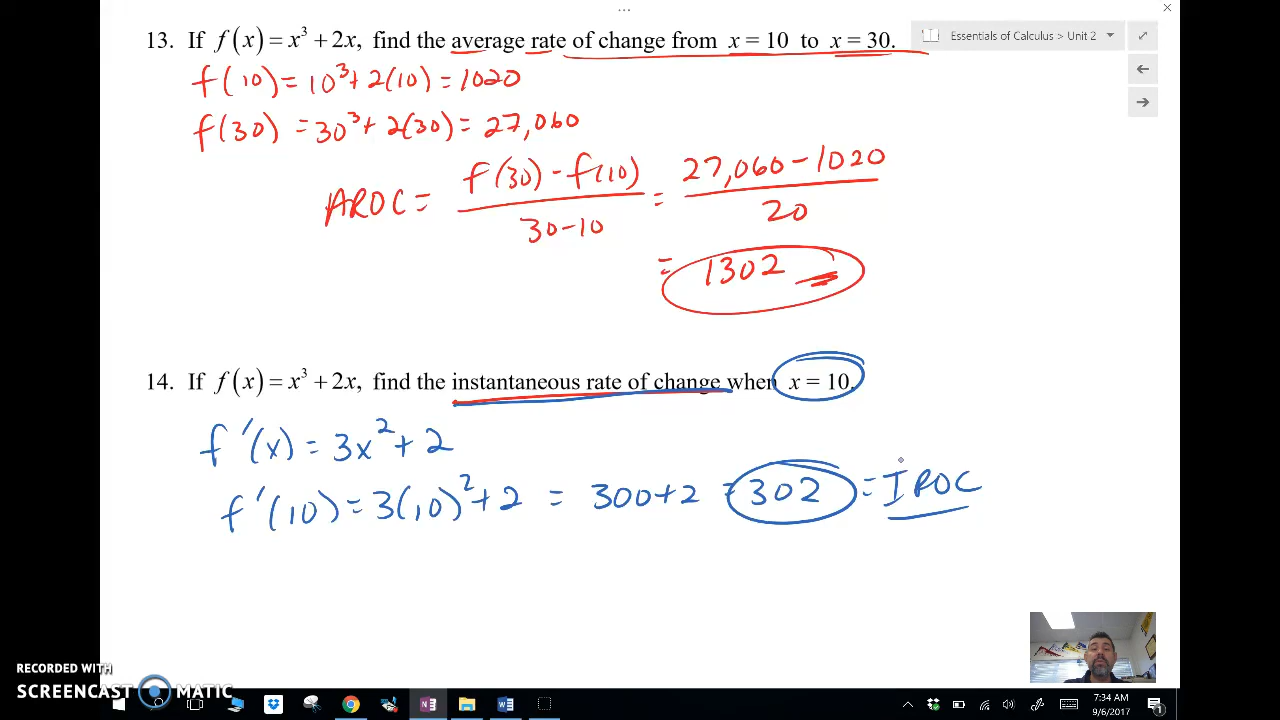 13. If f(x) = x³ + 2x, find the average rate of change from x = 10 to x = 30.
Essentials of Calculus > Unit 2
f(10) = 10³ + 2(10) = 1020
f(30) = 30³ + 2(30) = 27,060
AROC = f(30) - f(10) / 30 - 10 = 27,060 - 1020 / 20
= 1302
14. If f(x) = x³ + 2x, find the instantaneous rate of change when x = 10.
f'(x) = 3x² + 2
f'(10) = 3(10)² + 2 = 300 + 2 = 302 = IROC
RECORDED WITH
SCREENCAST MATIC
7:34 AM
9/6/2017